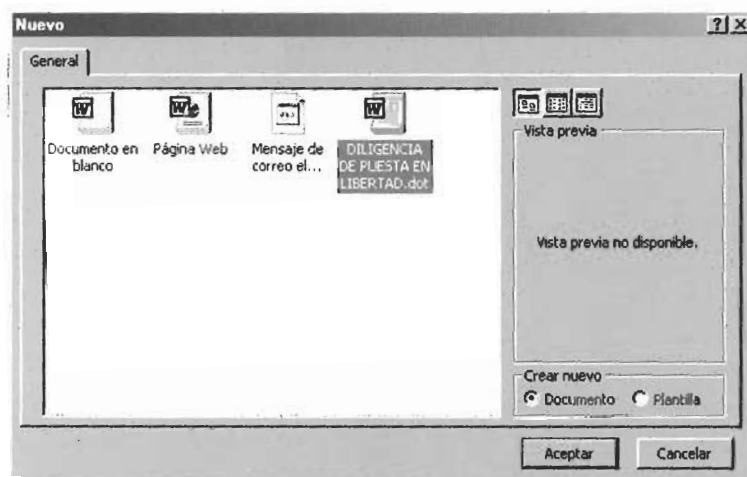 Nuevo
General
Documento en
blanco
Página Web
Mensaje de
correo el...
DILIGENCIA
DE PUESTA EN
LIBERTAD.dot
Vista previa
Vista previa no disponible.
Crear nuevo
Documento
Plantilla
Aceptar
Cancelar